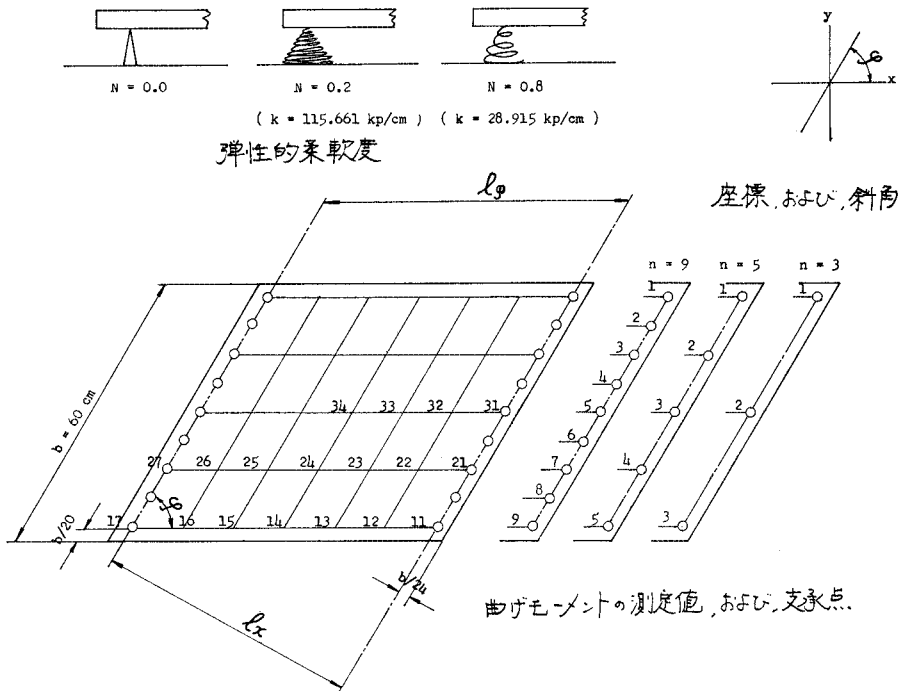 N = 0.0
N = 0.2
N = 0.8
( k = 115.661 kp/cm ) ( k = 28.915 kp/cm )
弾性的柔軟度
y
x
φ
座標,および,斜角
lφ
n = 9
n = 5
n = 3
1
2
3
4
5
6
7
8
9
1
2
3
4
5
1
2
3
b = 60 cm
34 33 32 31
27 26 25 24 23 22 21
φ
17 16 15 14 13 12 11
b/20
b/24
lx
曲げモーメントの測定値,および,支承点.